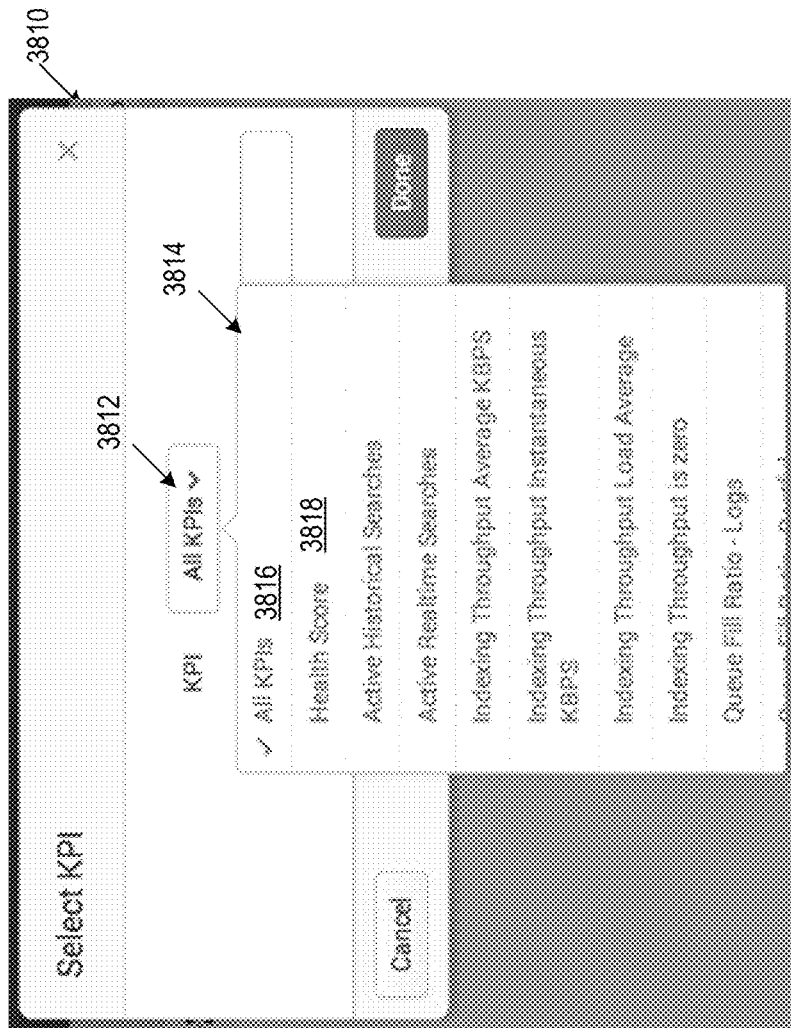 3810
Select KPI
×
3812
KPI
All KPIs
3814
✓ All KPIs 3816
Health Score 3818
Active Historical Searches
Active Realtime Searches
Indexing Throughput Average KBPS
Indexing Throughput Instantaneous
KBPS
Indexing Throughput Load Average
Indexing Throughput is zero
Queue Fill Ratio - Logs
Cancel
Done